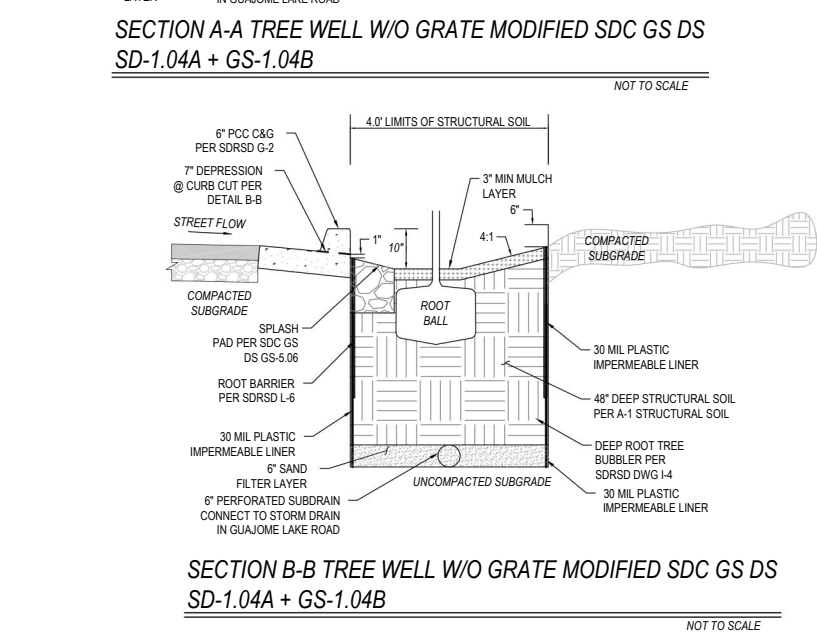 IN GUAJOME LAKE ROAD
SECTION A-A TREE WELL W/O GRATE MODIFIED SDC GS DS
SD-1.04A + GS-1.04B
NOT TO SCALE
4.0' LIMITS OF STRUCTURAL SOIL
6" PCC C&G
PER SDRSD G-2
7" DEPRESSION
@ CURB CUT PER
DETAIL B-B
STREET FLOW
3" MIN MULCH
LAYER
6"
1"
10"
4:1
COMPACTED
SUBGRADE
COMPACTED
SUBGRADE
ROOT
BALL
SPLASH
PAD PER SDC GS
DS GS-5.06
ROOT BARRIER
PER SDRSD L-6
30 MIL PLASTIC
IMPERMEABLE LINER
6" SAND
FILTER LAYER
6" PERFORATED SUBDRAIN
CONNECT TO STORM DRAIN
IN GUAJOME LAKE ROAD
30 MIL PLASTIC
IMPERMEABLE LINER
48" DEEP STRUCTURAL SOIL
PER A-1 STRUCTURAL SOIL
DEEP ROOT TREE
BUBBLER PER
SDRSD DWG I-4
30 MIL PLASTIC
IMPERMEABLE LINER
UNCOMPACTED SUBGRADE
SECTION B-B TREE WELL W/O GRATE MODIFIED SDC GS DS
SD-1.04A + GS-1.04B
NOT TO SCALE